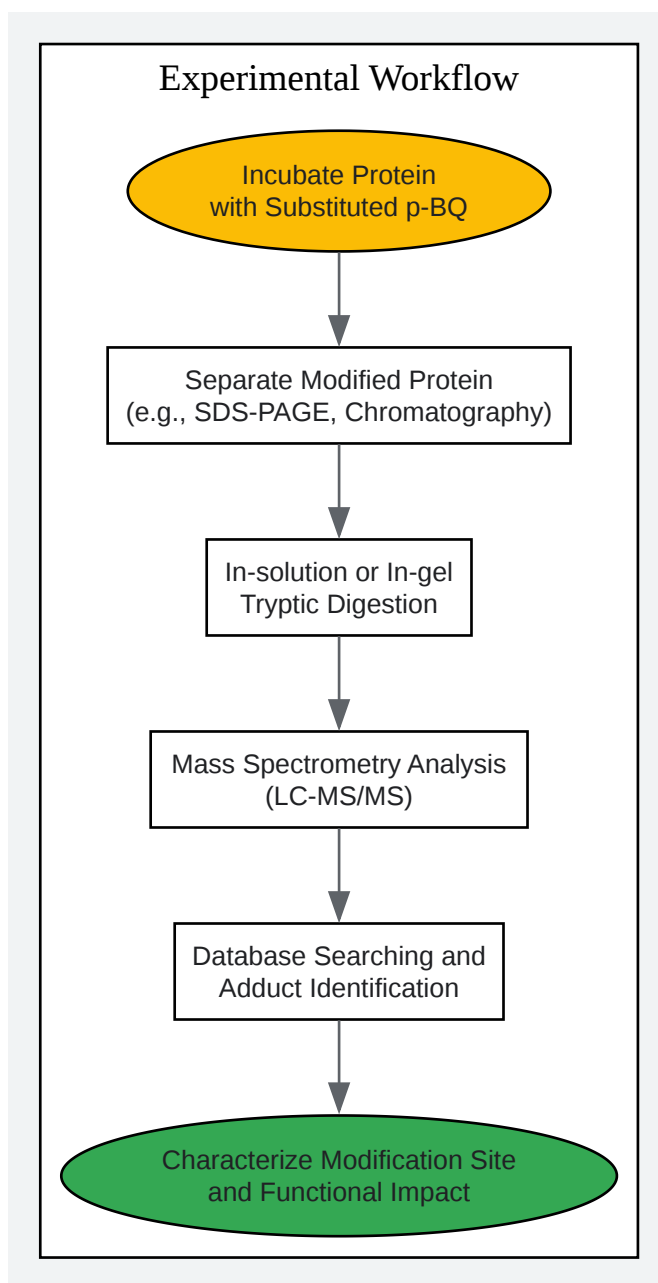 Experimental Workflow
Incubate Protein
with Substituted p-BQ
Separate Modified Protein
(e.g., SDS-PAGE, Chromatography)
In-solution or In-gel
Tryptic Digestion
Mass Spectrometry Analysis
(LC-MS/MS)
Database Searching and
Adduct Identification
Characterize Modification Site
and Functional Impact